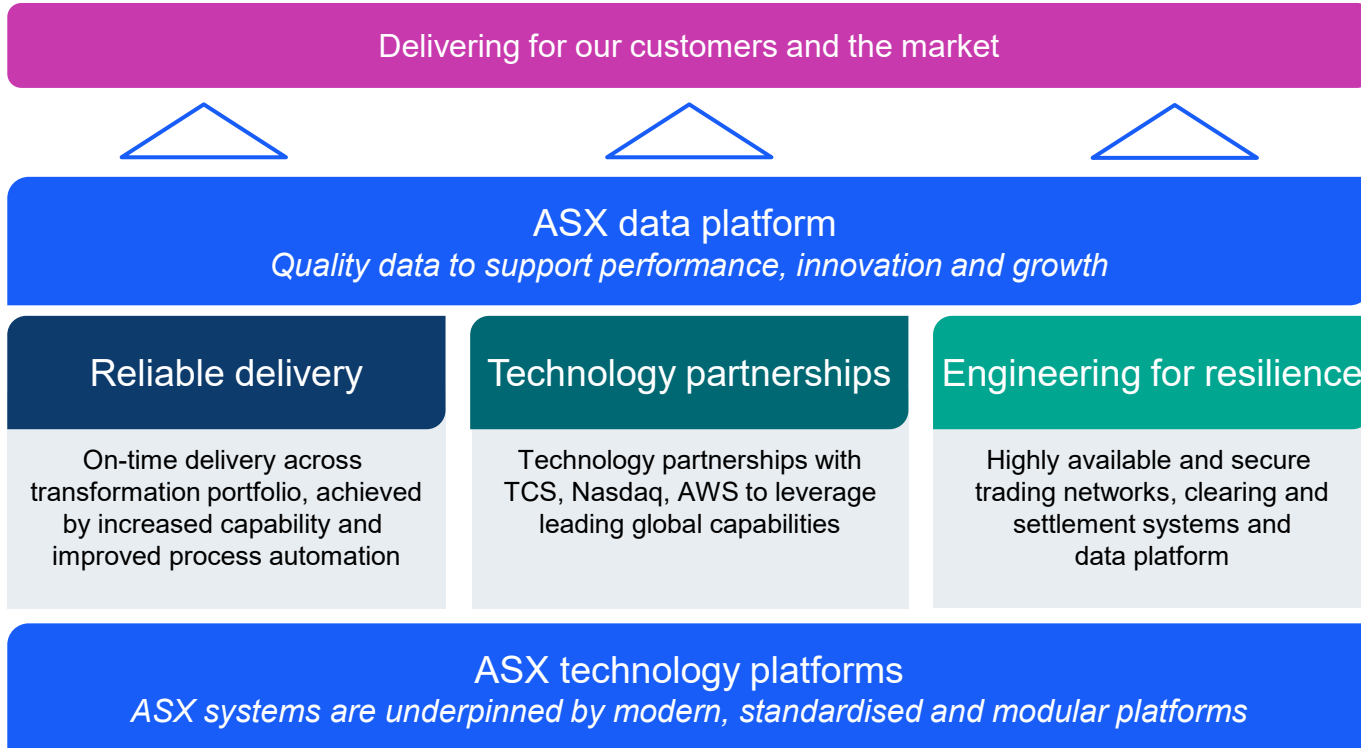 Delivering for our customers and the market
ASX data platform
Quality data to support performance, innovation and growth
Reliable delivery
On-time delivery across
transformation portfolio, achieved
by increased capability and
improved process automation
Technology partnerships
Technology partnerships with
TCS, Nasdaq, AWS to leverage
leading global capabilities
Engineering for resilience
Highly available and secure
trading networks, clearing and
settlement systems and
data platform
ASX technology platforms
ASX systems are underpinned by modern, standardised and modular platforms